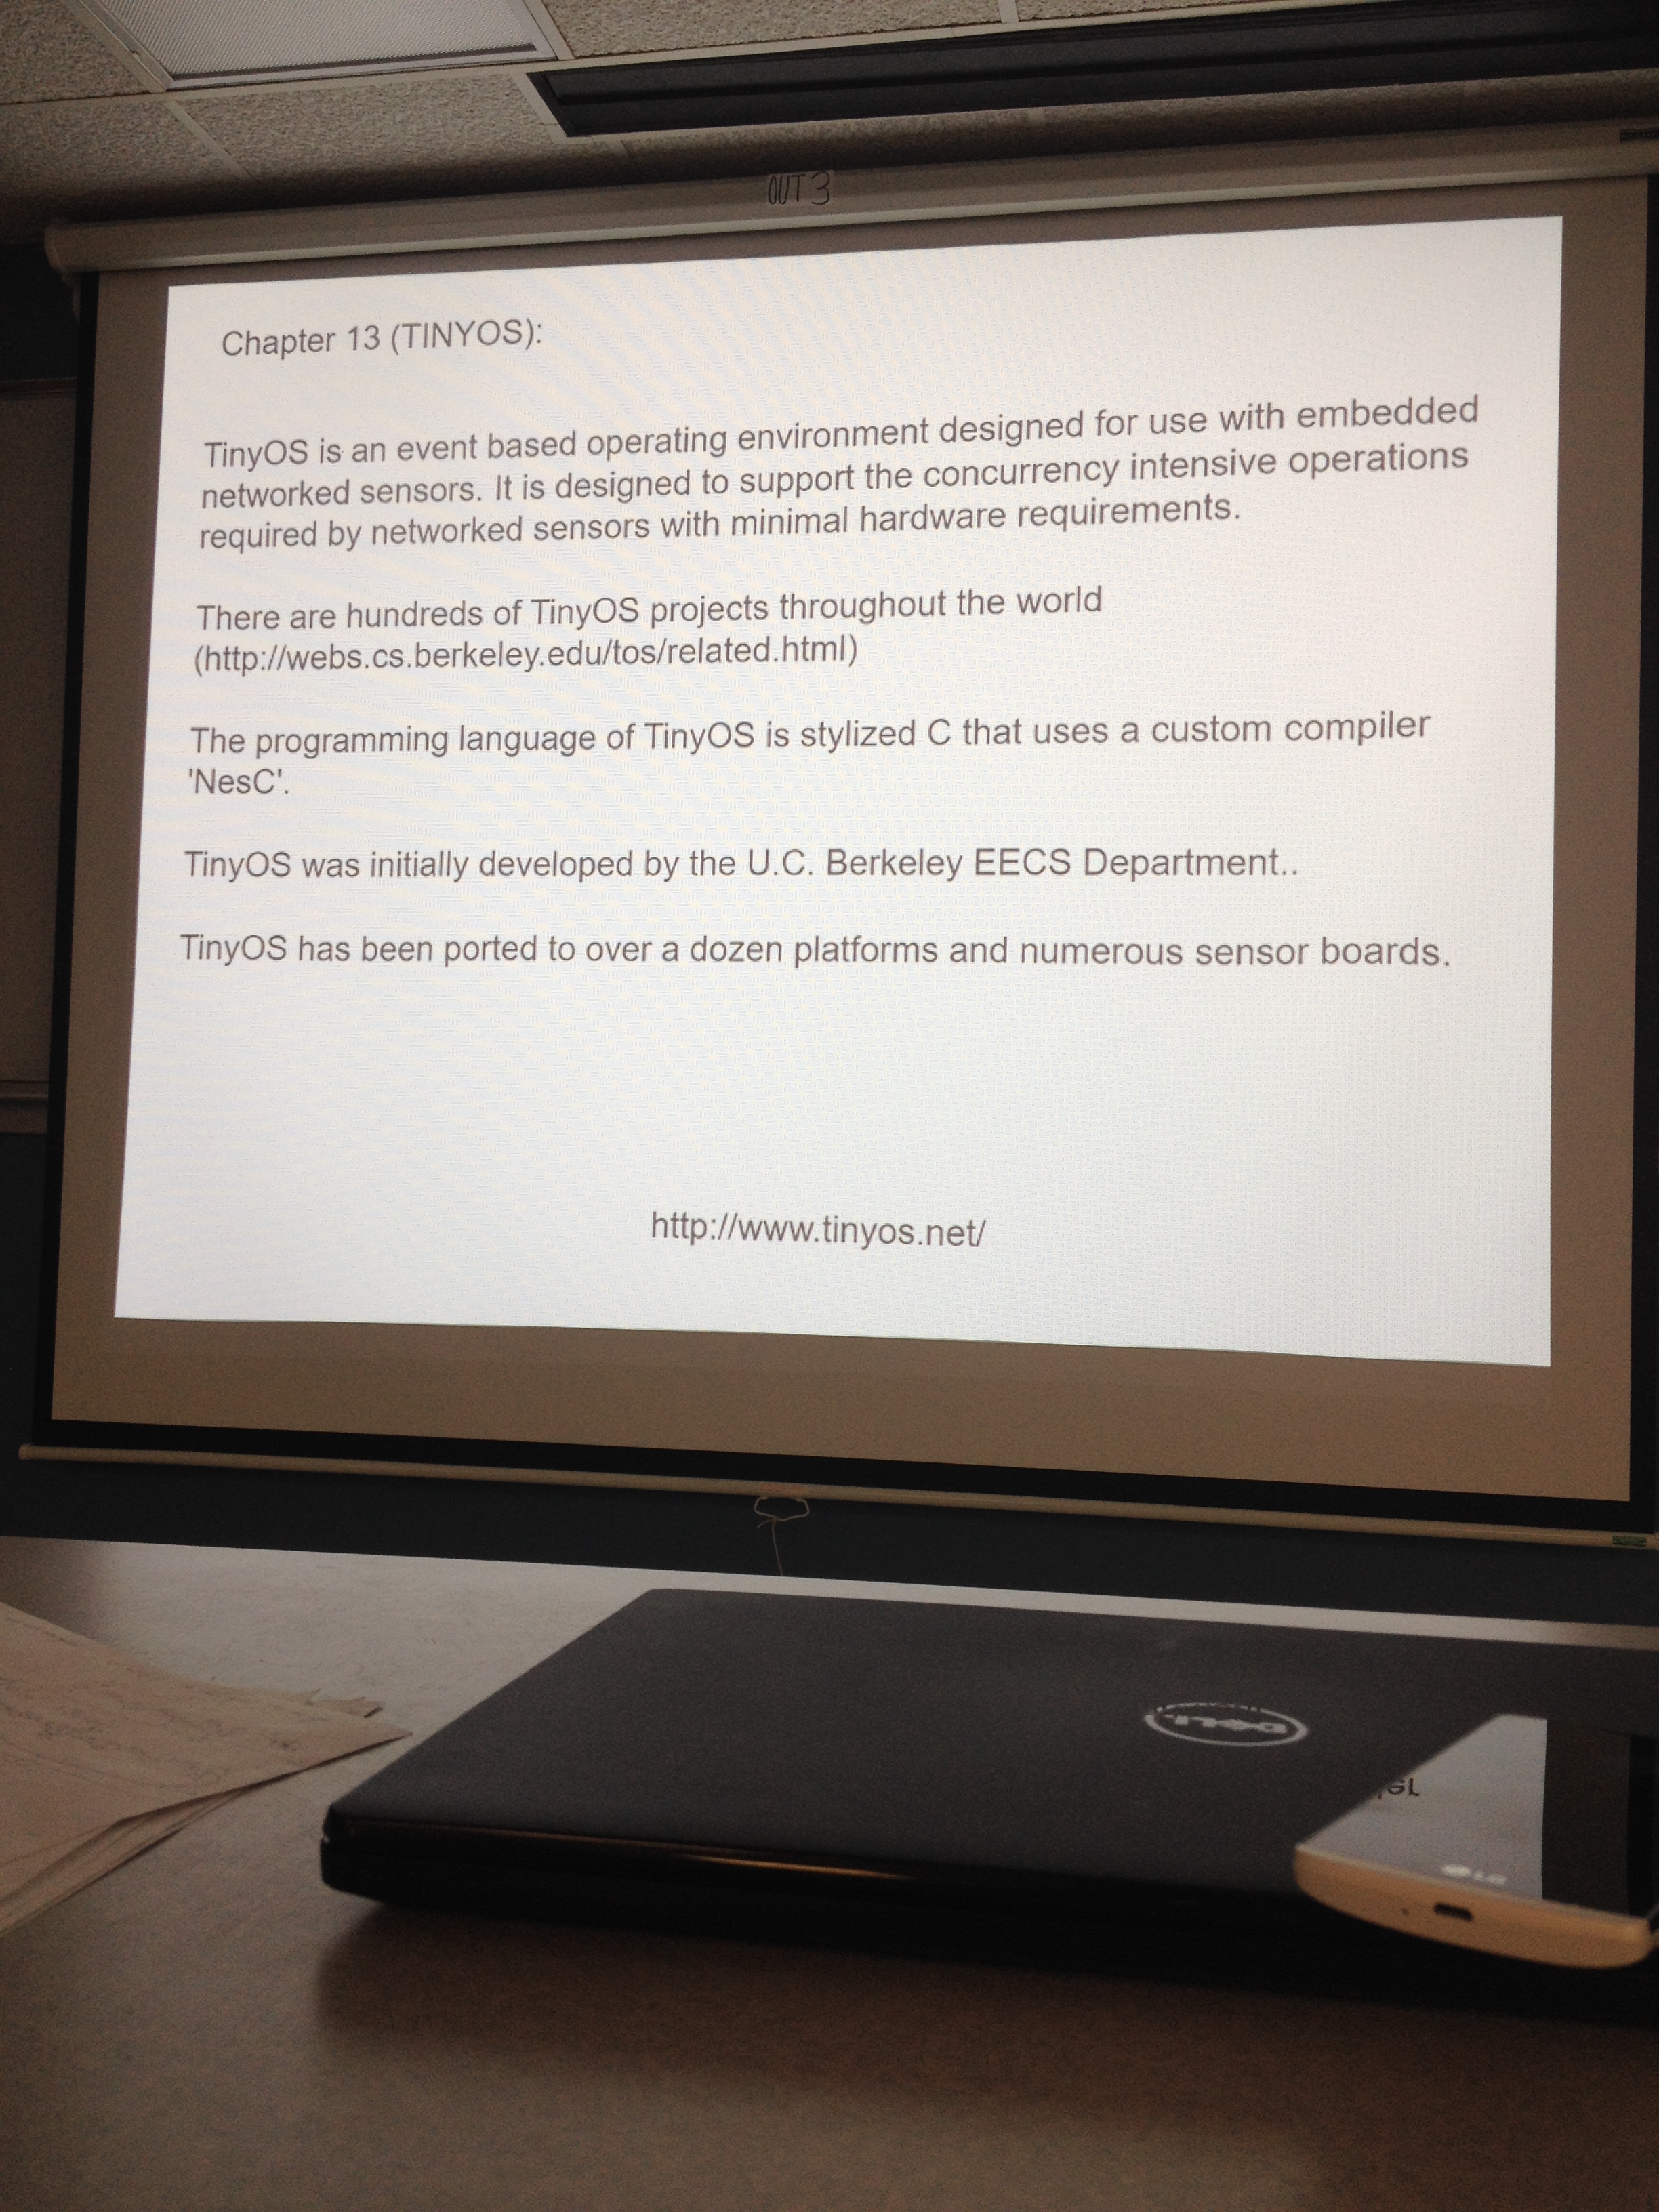 OUT 3
Chapter 13 (TINYOS):
TinyOS is an event based operating environment designed for use with embedded
networked sensors. It is designed to support the concurrency intensive operations
required by networked sensors with minimal hardware requirements.
There are hundreds of TinyOS projects throughout the world
(http://webs.cs.berkeley.edu/tos/related.html)
The programming language of TinyOS is stylized C that uses a custom compiler
'NesC'.
TinyOS was initially developed by the U.C. Berkeley EECS Department..
TinyOS has been ported to over a dozen platforms and numerous sensor boards.
http://www.tinyos.net/
DELL
LG